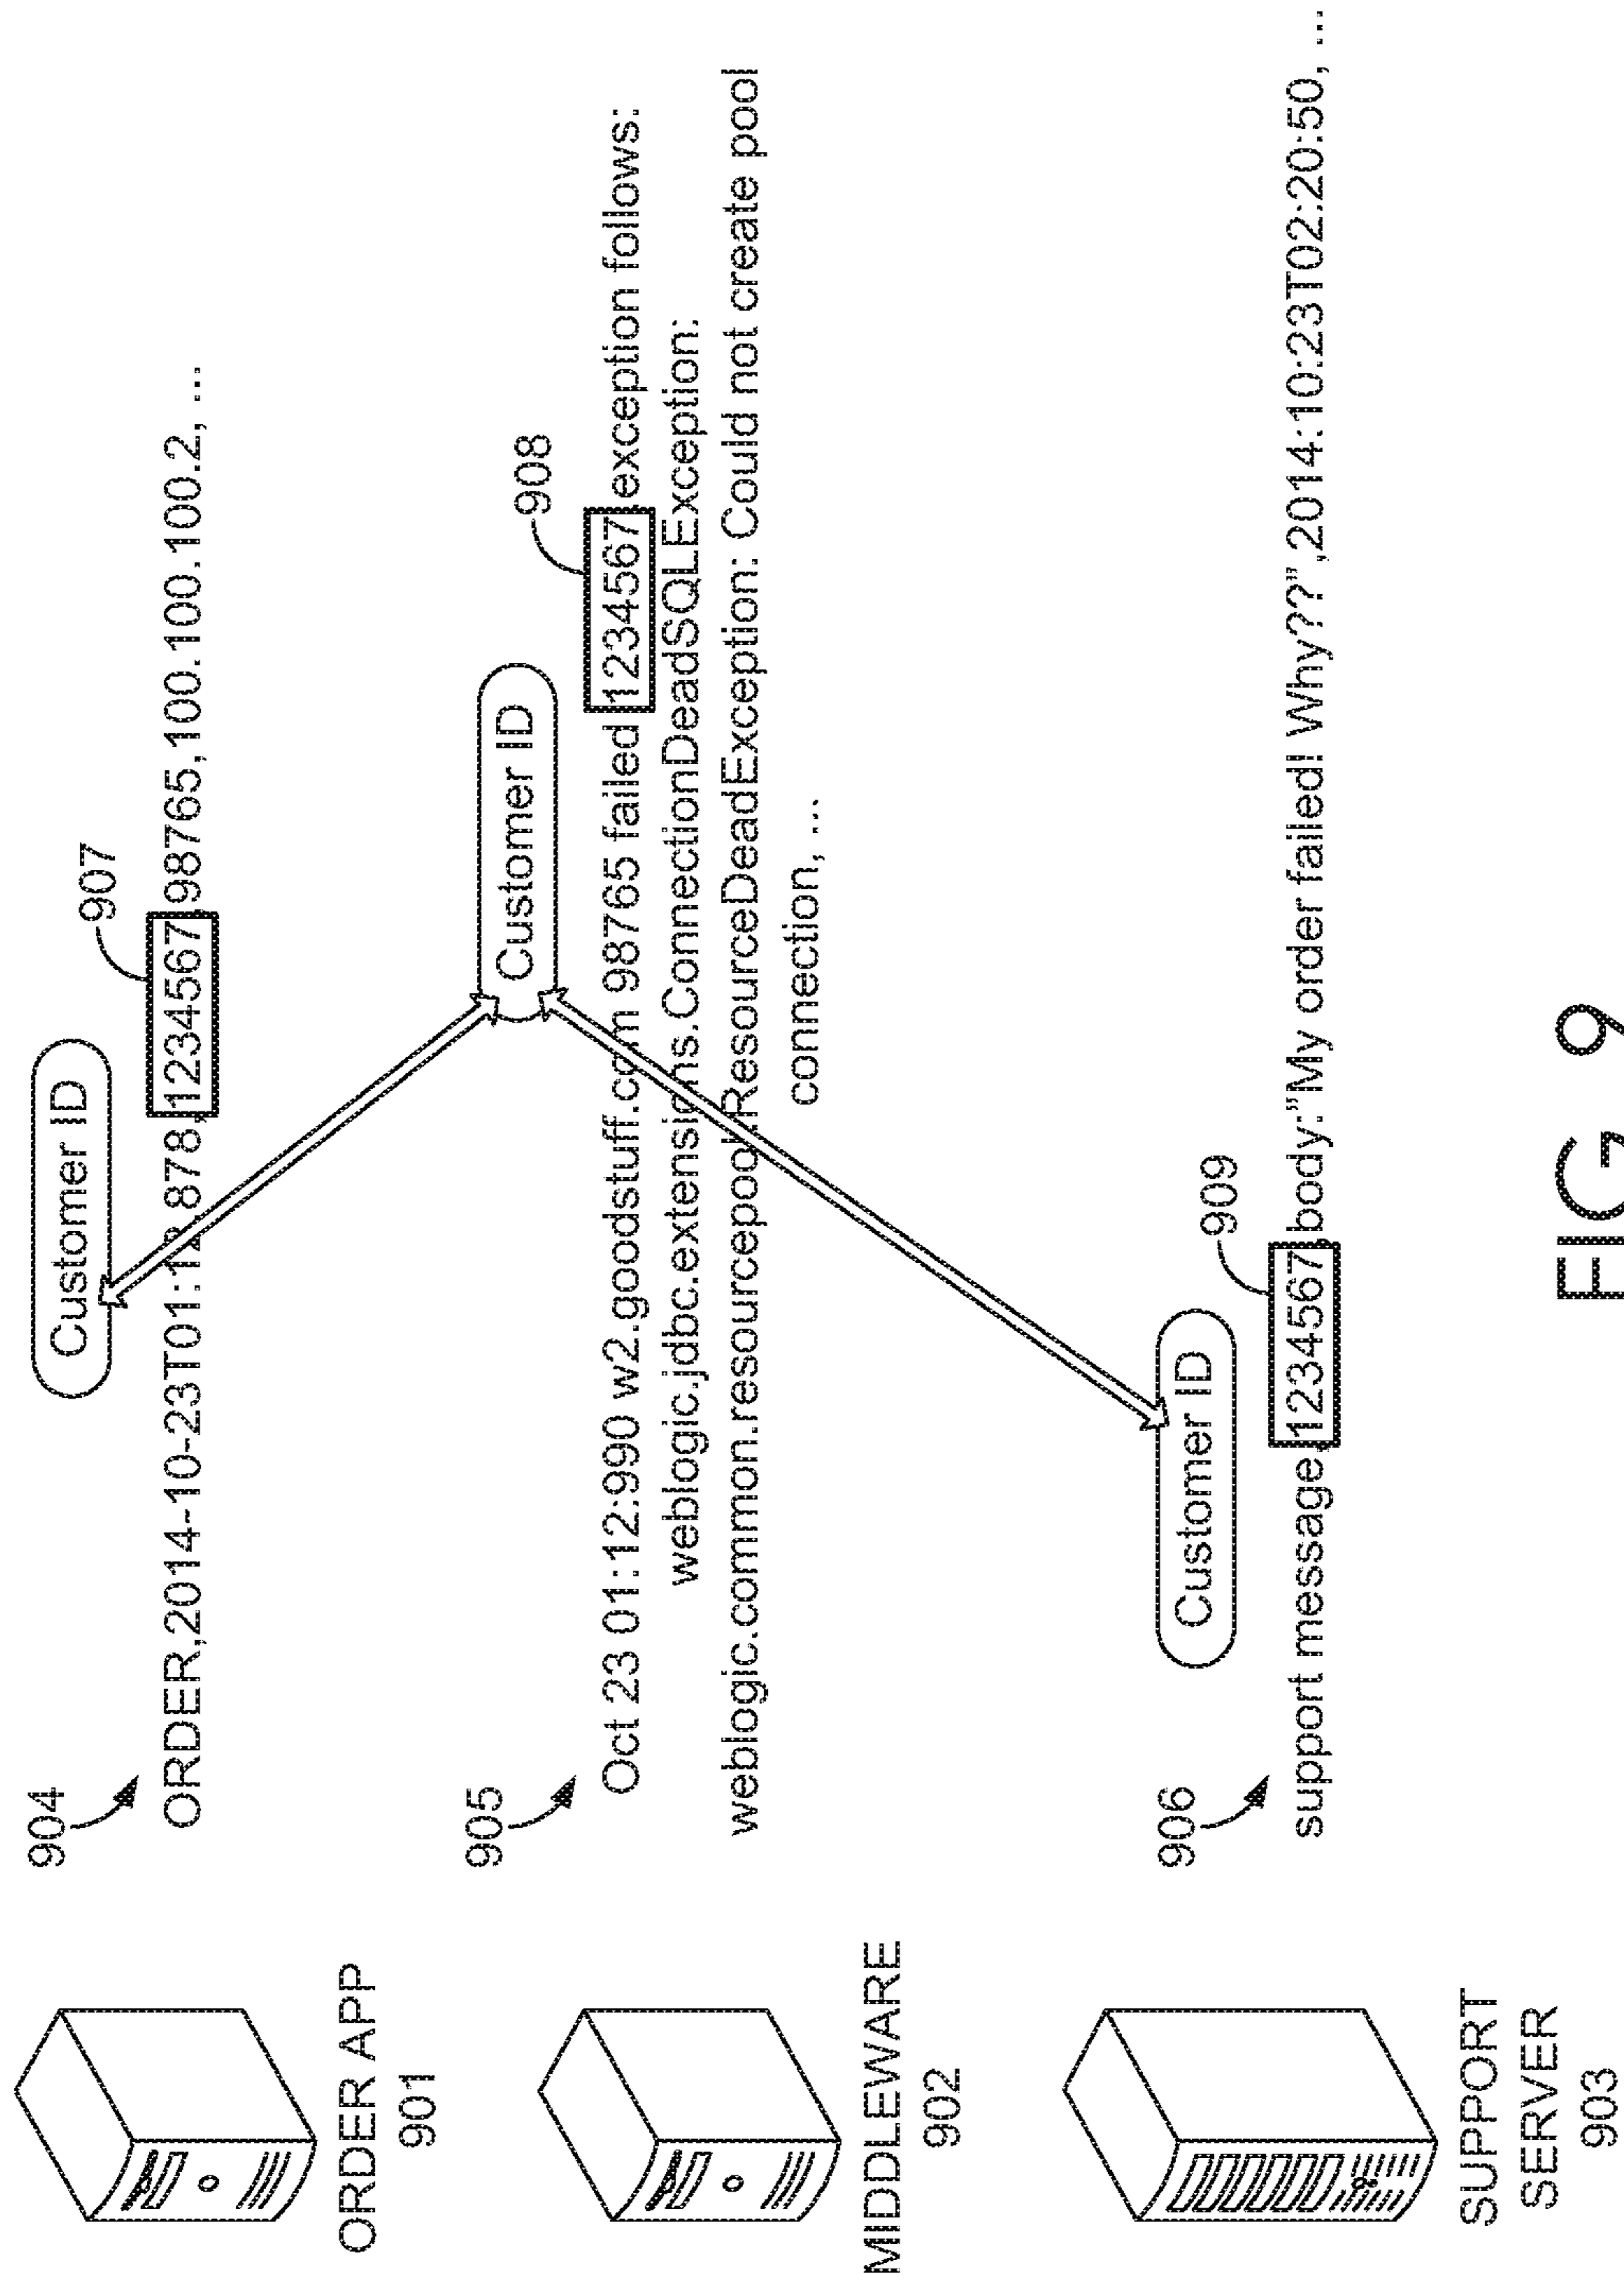 904
Customer ID
907
ORDER,2014-10-23T01:12.878,1234567,98765,100.100.100.2, ...
ORDER APP
901
905
Customer ID
908
Oct 23 01:12:990 w2.goodstuff.com 98765 failed 1234567 exception follows:
weblogic.jdbc.extensions.ConnectionDeadSQLException:
weblogic.common.resourcepool.ResourceDeadException: Could not create pool
connection, ...
MIDDLEWARE
902
906
Customer ID
909
support message,1234567,body:"My order failed! Why??",2014:10:23T02:20:50, ...
SUPPORT
SERVER
903
FIG 9